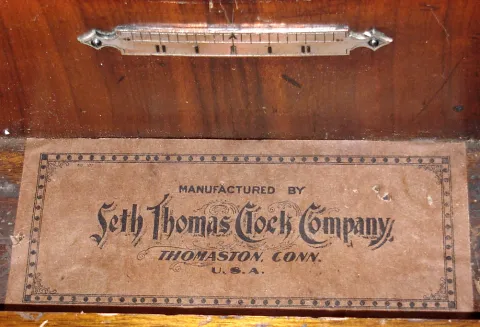 MANUFACTURED BY
Seth Thomas Clock Company,
THOMASTON, CONN.
U.S.A.